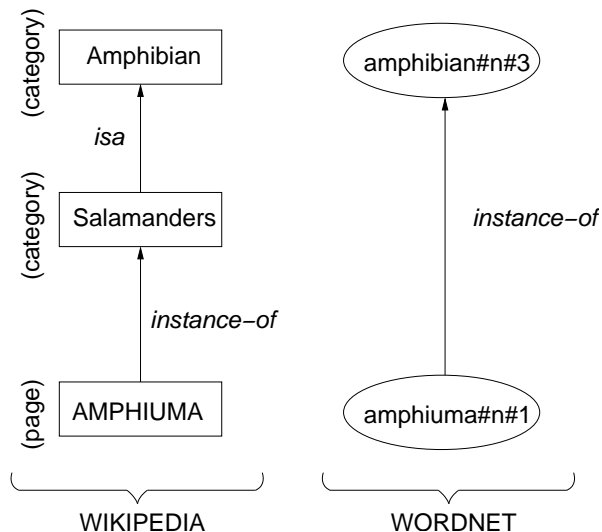 (category)
Amphibian
isa
(category)
Salamanders
instance-of
(page)
AMPHIUMA
WIKIPEDIA
amphibian#n#3
instance-of
amphiuma#n#1
WORDNET